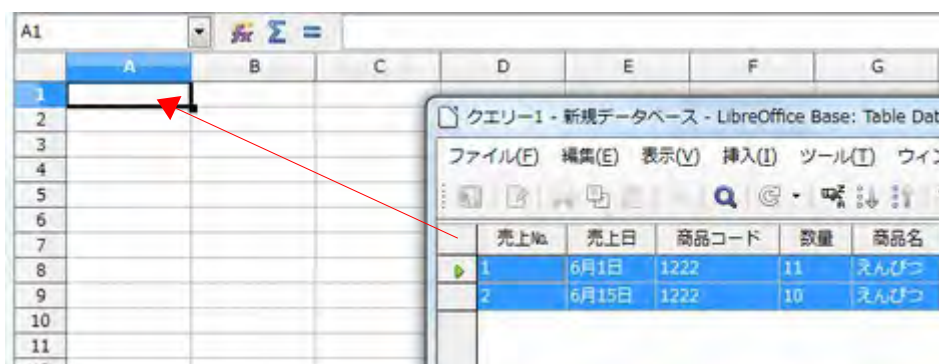 A1
A B C D E F G
1
2
3
4
5
6
7
8
9
10
11
クエリー1 - 新規データベース - LibreOffice Base: Table Dat
ファイル(F) 編集(E) 表示(V) 挿入(I) ツール(T) ウィン
売上№ 売上日 商品コード 数量 商品名
1 6月1日 1222 11 えんぴつ
2 6月15日 1222 10 えんぴつ